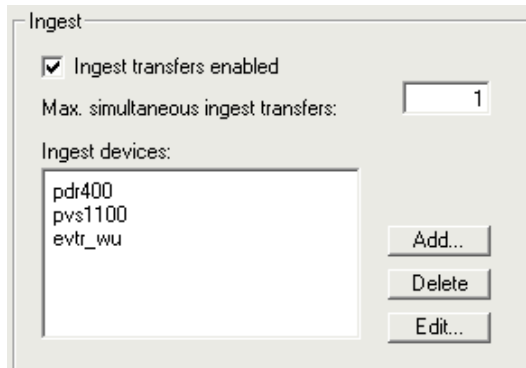 Ingest
Ingest transfers enabled
Max. simultaneous ingest transfers: 1
Ingest devices:
pdr400
pvs1100
evtr_wu
Add...
Delete
Edit...